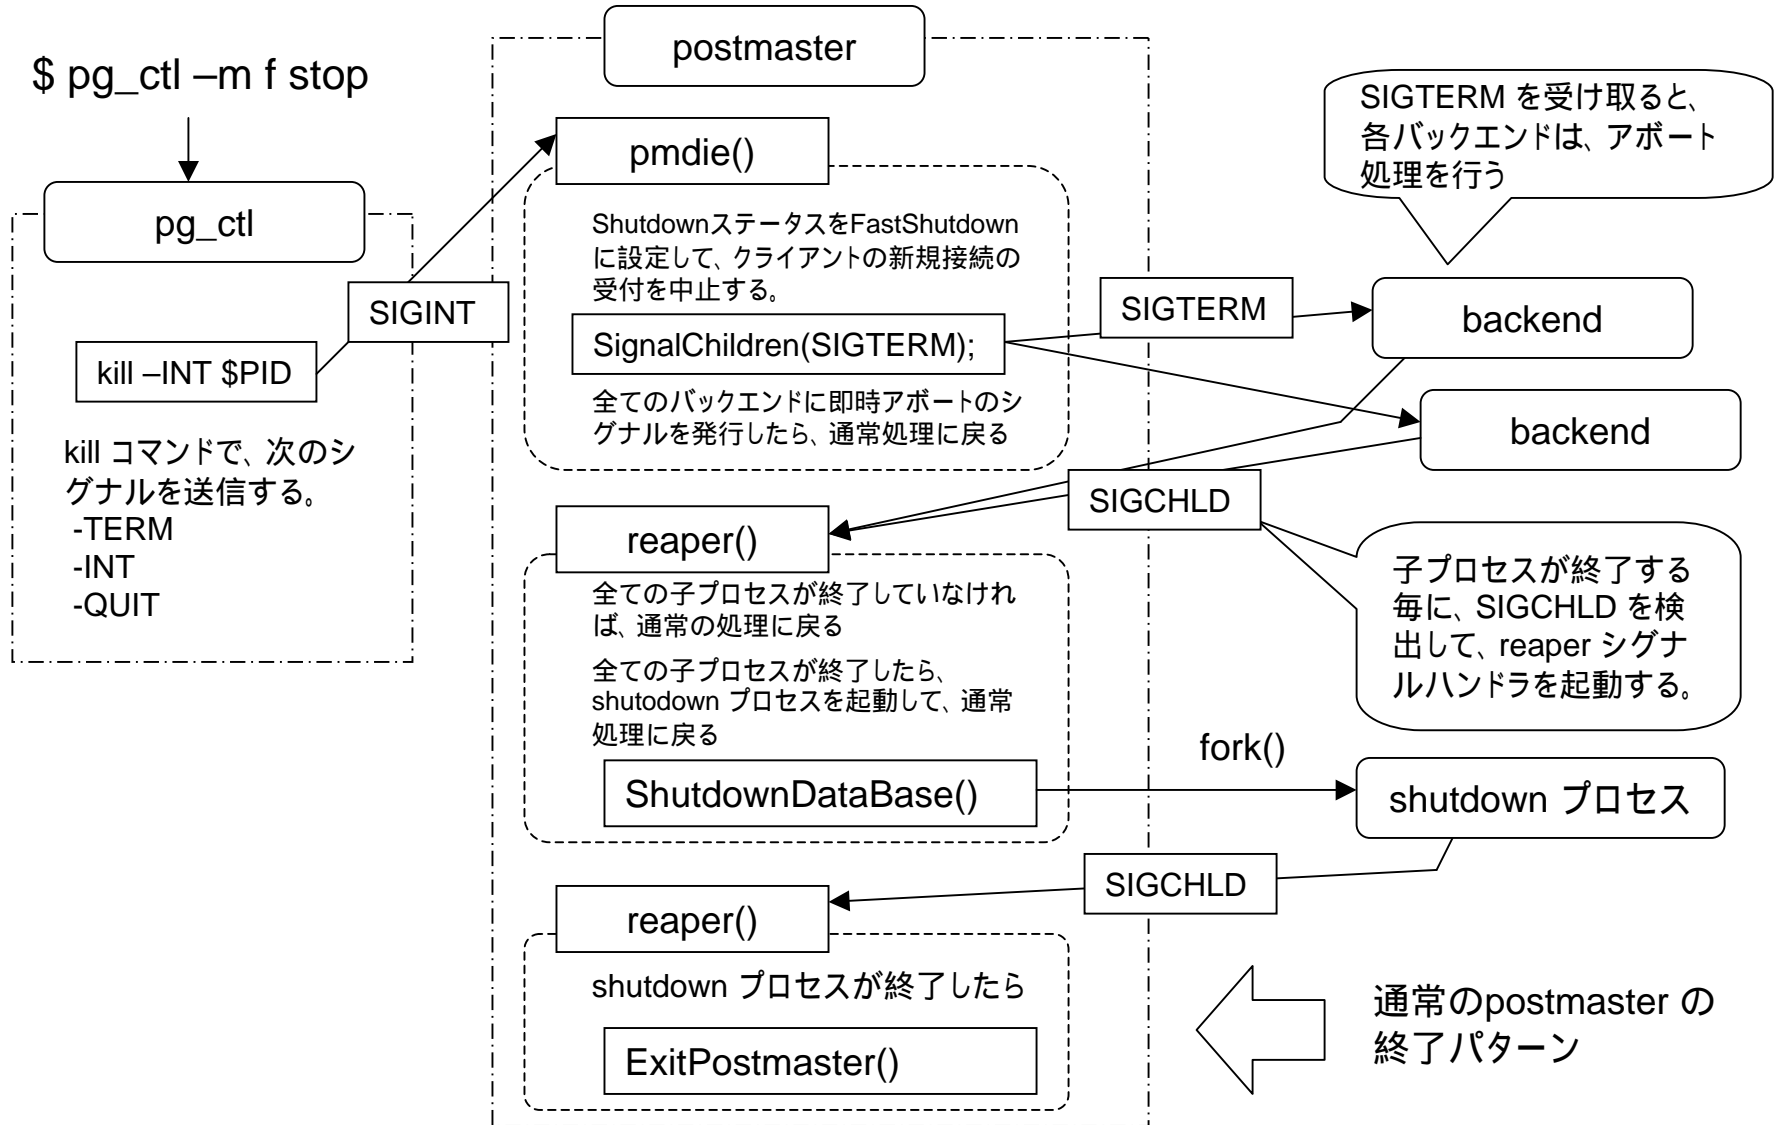 $ pg_ctl –m f stop
pg_ctl
SIGINT
kill –INT $PID
kill コマンドで、次のシ
グナルを送信する。
-TERM
-INT
-QUIT
postmaster
pmdie()
ShutdownステータスをFastShutdown
に設定して、クライアントの新規接続の
受付を中止する。
SignalChildren(SIGTERM);
全てのバックエンドに即時アボートのシ
グナルを発行したら、通常処理に戻る
SIGTERM を受け取ると、
各バックエンドは、アボート
処理を行う
SIGTERM
backend
backend
SIGCHLD
reaper()
全ての子プロセスが終了していなけれ
ば、通常の処理に戻る
全ての子プロセスが終了したら、
shutodown プロセスを起動して、通常
処理に戻る
ShutdownDataBase()
子プロセスが終了する
毎に、SIGCHLD を検
出して、reaper シグナ
ルハンドラを起動する。
fork()
shutdown プロセス
SIGCHLD
reaper()
shutdown プロセスが終了したら
ExitPostmaster()
通常のpostmaster の
終了パターン